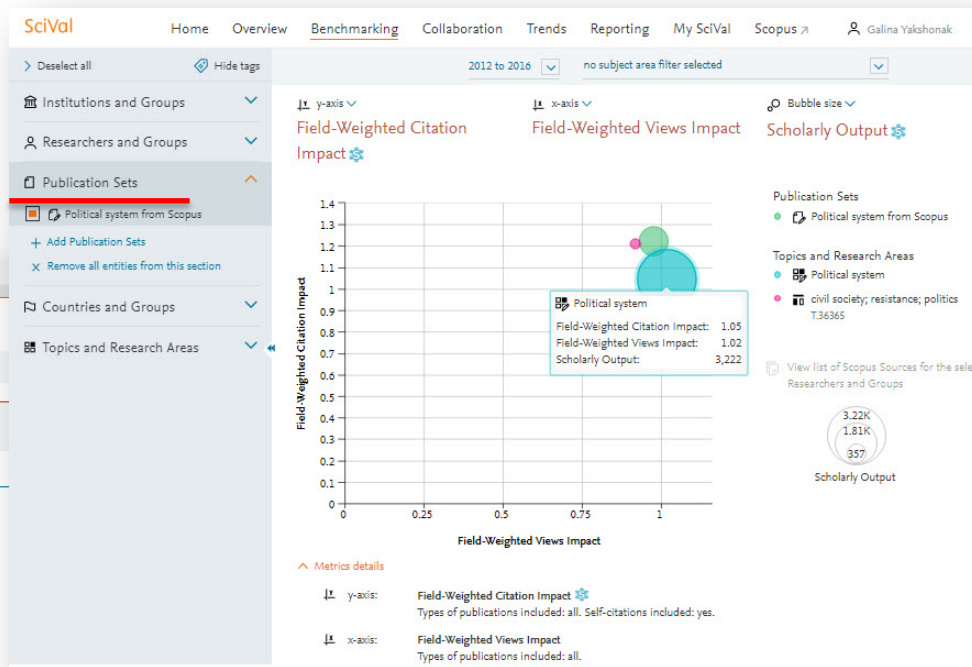 SciVal
Home Overview Benchmarking Collaboration Trends Reporting My SciVal Scopus Galina Yakshonak
Deselect all Hide tags
2012 to 2016 no subject area filter selected
Institutions and Groups
Researchers and Groups
Publication Sets
Political system from Scopus
+ Add Publication Sets
x Remove all entities from this section
Countries and Groups
Topics and Research Areas
y-axis
Field-Weighted Citation
Impact
x-axis
Field-Weighted Views Impact
Bubble size
Scholarly Output
1.4
1.3
1.2
1.1
1
0.9
0.8
0.7
0.6
0.5
0.4
0.3
0.2
0.1
0
Field-Weighted Citation Impact
0 0.25 0.5 0.75 1
Field-Weighted Views Impact
Political system
Field-Weighted Citation Impact: 1.05
Field-Weighted Views Impact: 1.02
Scholarly Output: 3,222
Publication Sets
Political system from Scopus
Topics and Research Areas
Political system
civil society; resistance; politics
T.36365
View list of Scopus Sources for the sele
Researchers and Groups
3.22K
1.81K
357
Scholarly Output
Metrics details
y-axis: Field-Weighted Citation Impact
Types of publications included: all. Self-citations included: yes.
x-axis: Field-Weighted Views Impact
Types of publications included: all.